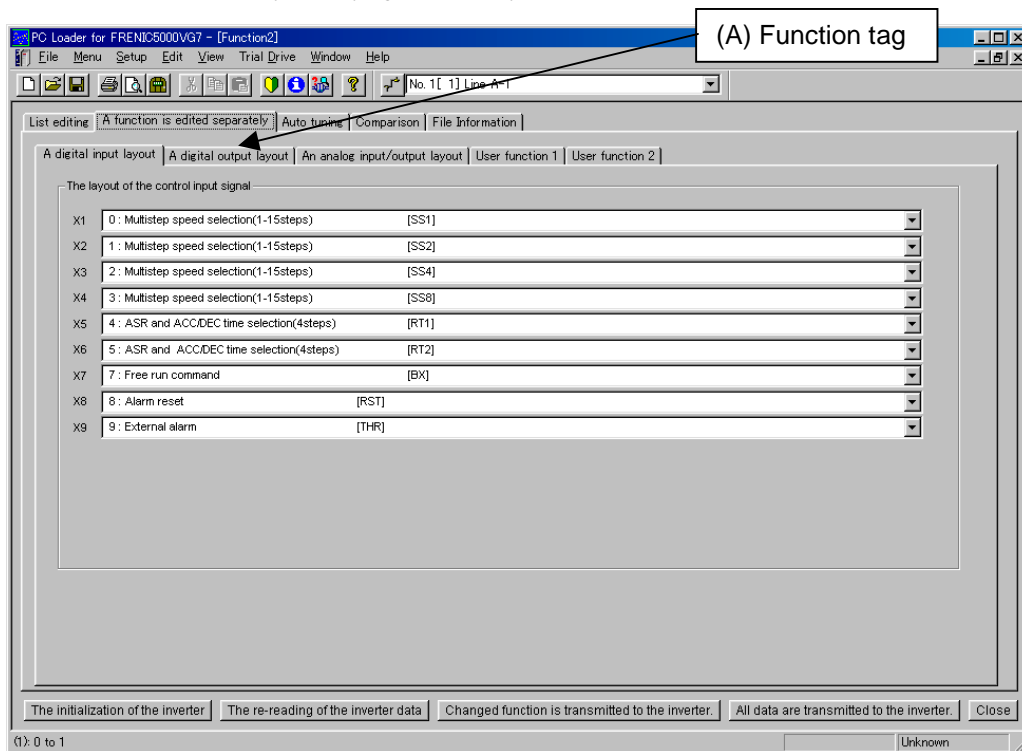 (A) Function tag
PC Loader for FRENIC5000VG7 - [Function2]
File Menu Setup Edit View Trial Drive Window Help
No. 1[ 1] Line-A-1
List editing A function is edited separately Auto tuning Comparison File Information
A digital input layout A digital output layout An analog input/output layout User function 1 User function 2
The layout of the control input signal
X1 0 : Multistep speed selection(1-15steps) [SS1]
X2 1 : Multistep speed selection(1-15steps) [SS2]
X3 2 : Multistep speed selection(1-15steps) [SS4]
X4 3 : Multistep speed selection(1-15steps) [SS8]
X5 4 : ASR and ACC/DEC time selection(4steps) [RT1]
X6 5 : ASR and ACC/DEC time selection(4steps) [RT2]
X7 7 : Free run command [BX]
X8 8 : Alarm reset [RST]
X9 9 : External alarm [THR]
The initialization of the inverter The re-reading of the inverter data Changed function is transmitted to the inverter. All data are transmitted to the inverter. Close
(1): 0 to 1 Unknown